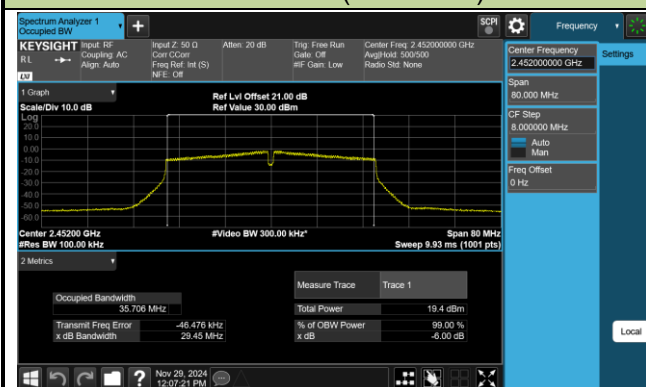 Spectrum Analyzer 1
Occupied BW
SCPI
Frequency
KEYSIGHT
RL
Input: RF
Coupling: AC
Align: Auto
Input Z: 50 Ω
Corr CCorr
Freq Ref: Int (S)
NFE: Off
Atten: 20 dB
Trig: Free Run
Gate: Off
#IF Gain: Low
Center Freq: 2.452000000 GHz
Avg|Hold: 500/500
Radio Std: None
1 Graph
Scale/Div 10.0 dB
Ref Lvl Offset 21.00 dB
Ref Value 30.00 dBm
Log
20.0
10.0
0.00
-10.0
-20.0
-30.0
-40.0
-50.0
-60.0
Center 2.45200 GHz
#Video BW 300.00 kHz*
Span 80 MHz
#Res BW 100.00 kHz
Sweep 9.93 ms (1001 pts)
2 Metrics
Measure Trace
Trace 1
Occupied Bandwidth
35.706 MHz
Total Power
19.4 dBm
Transmit Freq Error
-46.476 kHz
% of OBW Power
99.00 %
x dB Bandwidth
29.45 MHz
x dB
-6.00 dB
Center Frequency
2.452000000 GHz
Settings
Span
80.000 MHz
CF Step
8.000000 MHz
Auto
Man
Freq Offset
0 Hz
Local
?
Nov 29, 2024
12:07:21 PM